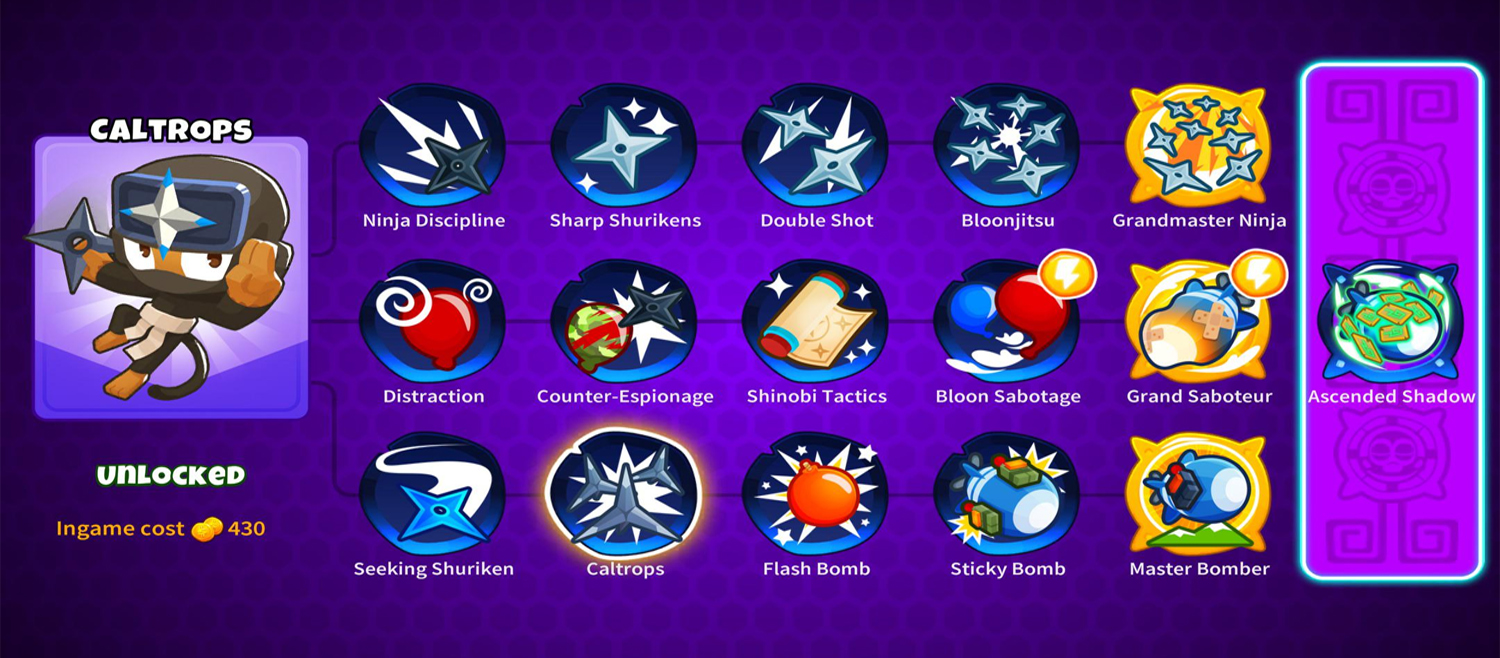 CALTROPS
UNLOCKED
Ingame cost 430
Ninja Discipline
Sharp Shurikens
Double Shot
Bloonjitsu
Grandmaster Ninja
Distraction
Counter-Espionage
Shinobi Tactics
Bloon Sabotage
Grand Saboteur
Ascended Shadow
Seeking Shuriken
Caltrops
Flash Bomb
Sticky Bomb
Master Bomber